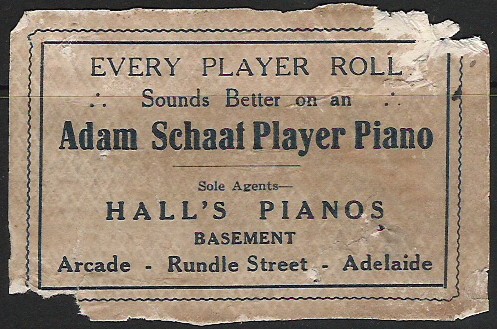 EVERY PLAYER ROLL
∴ Sounds Better on an ∴
Adam Schaaf Player Piano
Sole Agents—
HALL'S PIANOS
BASEMENT
Arcade - Rundle Street - Adelaide